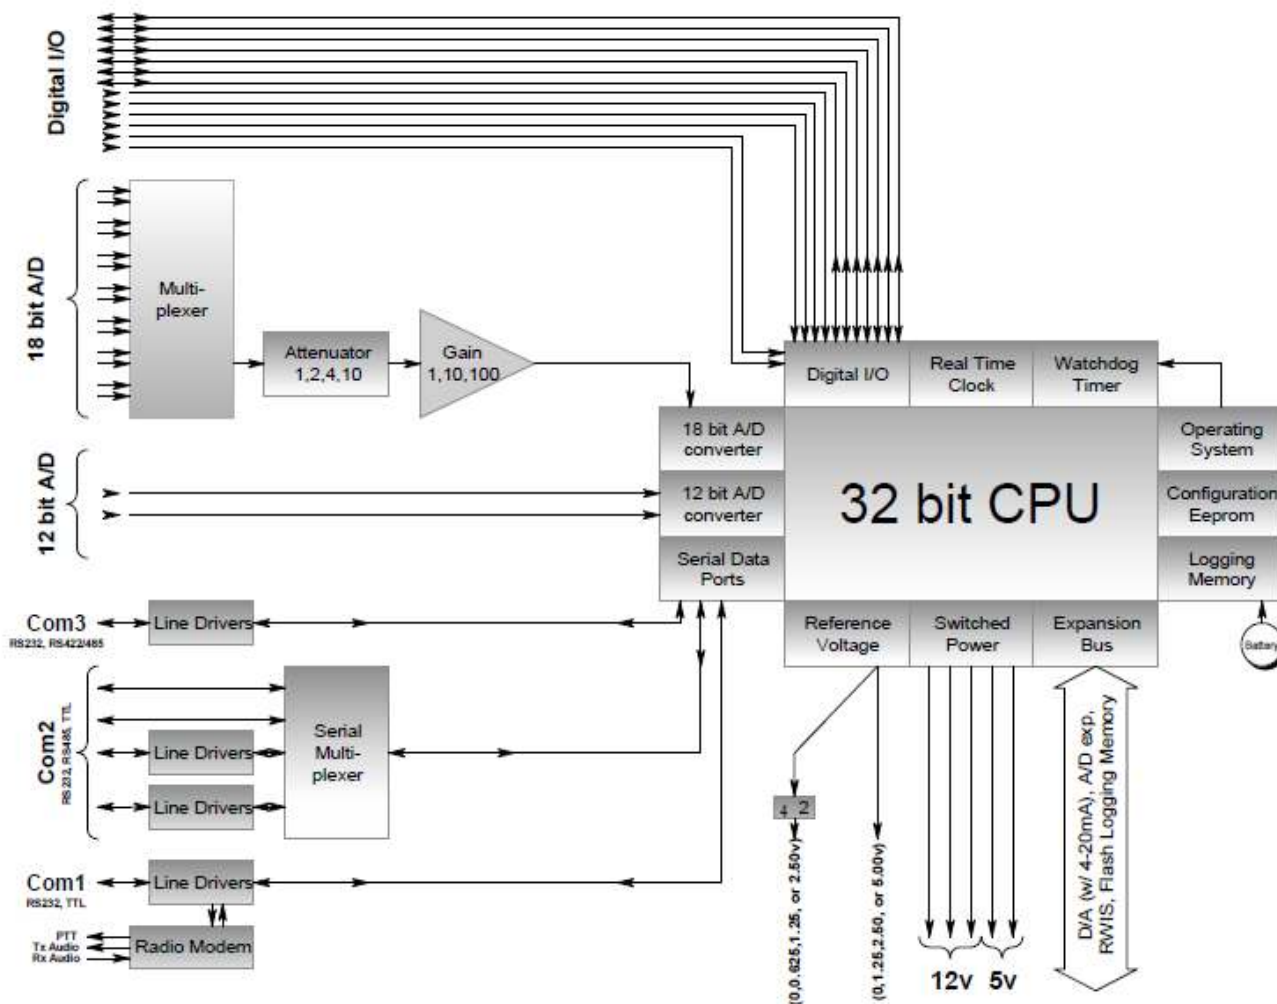 Digital I/O
18 bit A/D
Multi-
plexer
Attenuator
1,2,4,10
Gain
1,10,100
12 bit A/D
Digital I/O
Real Time
Clock
Watchdog
Timer
18 bit A/D
converter
12 bit A/D
converter
Serial Data
Ports
32 bit CPU
Operating
System
Configuration
Eeprom
Logging
Memory
Battery
Reference
Voltage
Switched
Power
Expansion
Bus
Com3
RS232, RS422/485
Line Drivers
Com2
RS232, RS485, TTL
Line Drivers
Line Drivers
Serial
Multi-
plexer
Com1
RS232, TTL
Line Drivers
PTT
Tx Audio
Rx Audio
Radio Modem
4 2
(0,0.625,1.25, or 2.50v)
(0,1.25,2.50, or 5.00v)
12v
5v
D/A (w/ 4-20mA), A/D exp,
RWIS, Flash Logging Memory